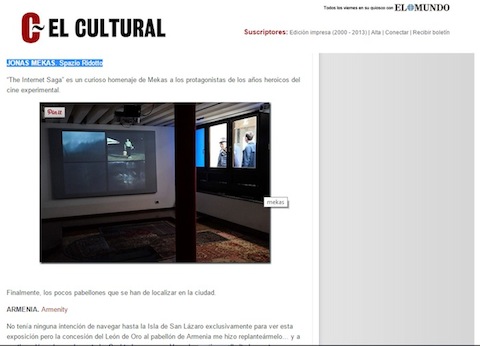 Todos los viernes en su quiosco con EL MUNDO
C EL CULTURAL
Suscriptores: Edición impresa (2000 - 2013) | Alta | Conectar | Recibir boletín
JONAS MEKAS. Spazio Ridotto
"The Internet Saga" es un curioso homenaje de Mekas a los protagonistas de los años heroicos del
cine experimental.
Pin it
mekas
Finalmente, los pocos pabellones que se han de localizar en la ciudad.
ARMENIA. Armenity
No tenía ninguna intención de navegar hasta la Isla de San Lázaro exclusivamente para ver esta
exposición pero la concesión del León de Oro al pabellón de Armenia me hizo replanteármelo... y a